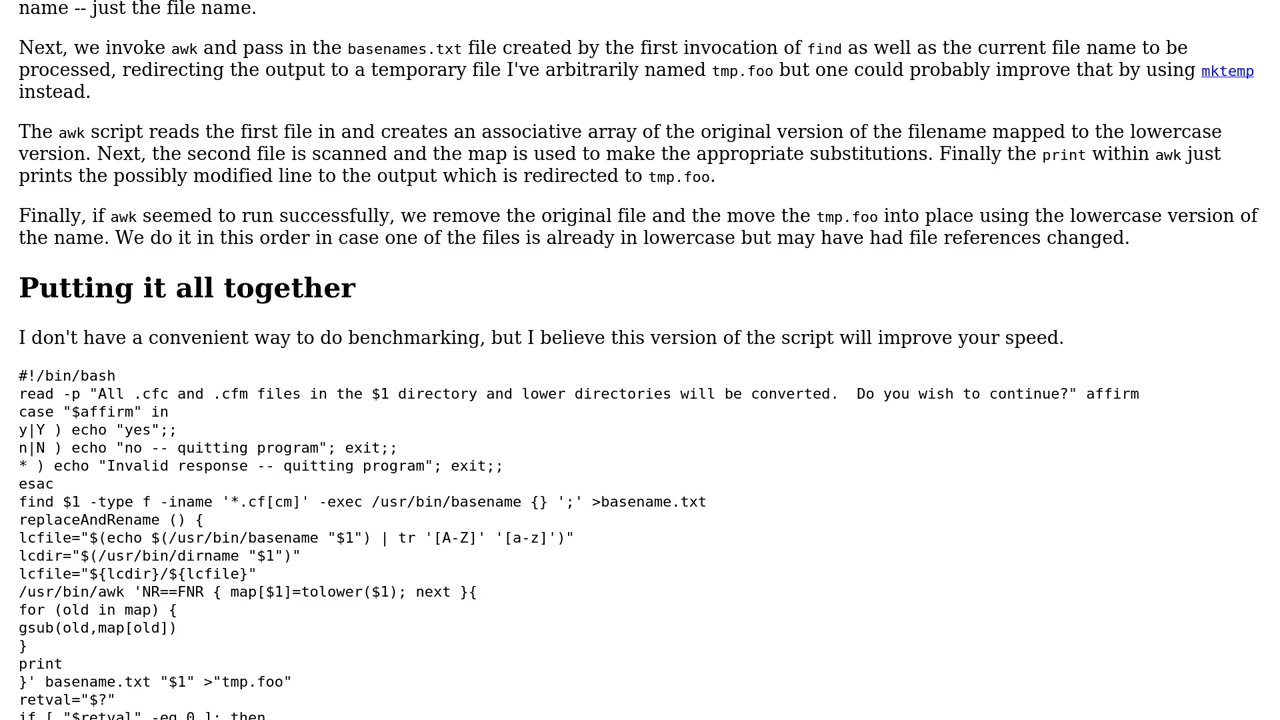 name -- just the file name.
Next, we invoke awk and pass in the basenames.txt file created by the first invocation of find as well as the current file name to be
processed, redirecting the output to a temporary file I've arbitrarily named tmp.foo but one could probably improve that by using mktemp
instead.
The awk script reads the first file in and creates an associative array of the original version of the filename mapped to the lowercase
version. Next, the second file is scanned and the map is used to make the appropriate substitutions. Finally the print within awk just
prints the possibly modified line to the output which is redirected to tmp.foo.
Finally, if awk seemed to run successfully, we remove the original file and the move the tmp.foo into place using the lowercase version of
the name. We do it in this order in case one of the files is already in lowercase but may have had file references changed.
Putting it all together
I don't have a convenient way to do benchmarking, but I believe this version of the script will improve your speed.
#!/bin/bash
read -p "All .cfc and .cfm files in the $1 directory and lower directories will be converted.  Do you wish to continue?" affirm
case "$affirm" in
y|Y ) echo "yes";;
n|N ) echo "no -- quitting program"; exit;;
* ) echo "Invalid response -- quitting program"; exit;;
esac
find $1 -type f -iname '*.cf[cm]' -exec /usr/bin/basename {} ';' >basename.txt
replaceAndRename () {
lcfile="$(echo $(/usr/bin/basename "$1") | tr '[A-Z]' '[a-z]')"
lcdir="$(/usr/bin/dirname "$1")"
lcfile="${lcdir}/${lcfile}"
/usr/bin/awk 'NR==FNR { map[$1]=tolower($1); next }{
for (old in map) {
gsub(old,map[old])
}
print
}' basename.txt "$1" >"tmp.foo"
retval="$?"
if [ "$retval" -eq 0 ]; then